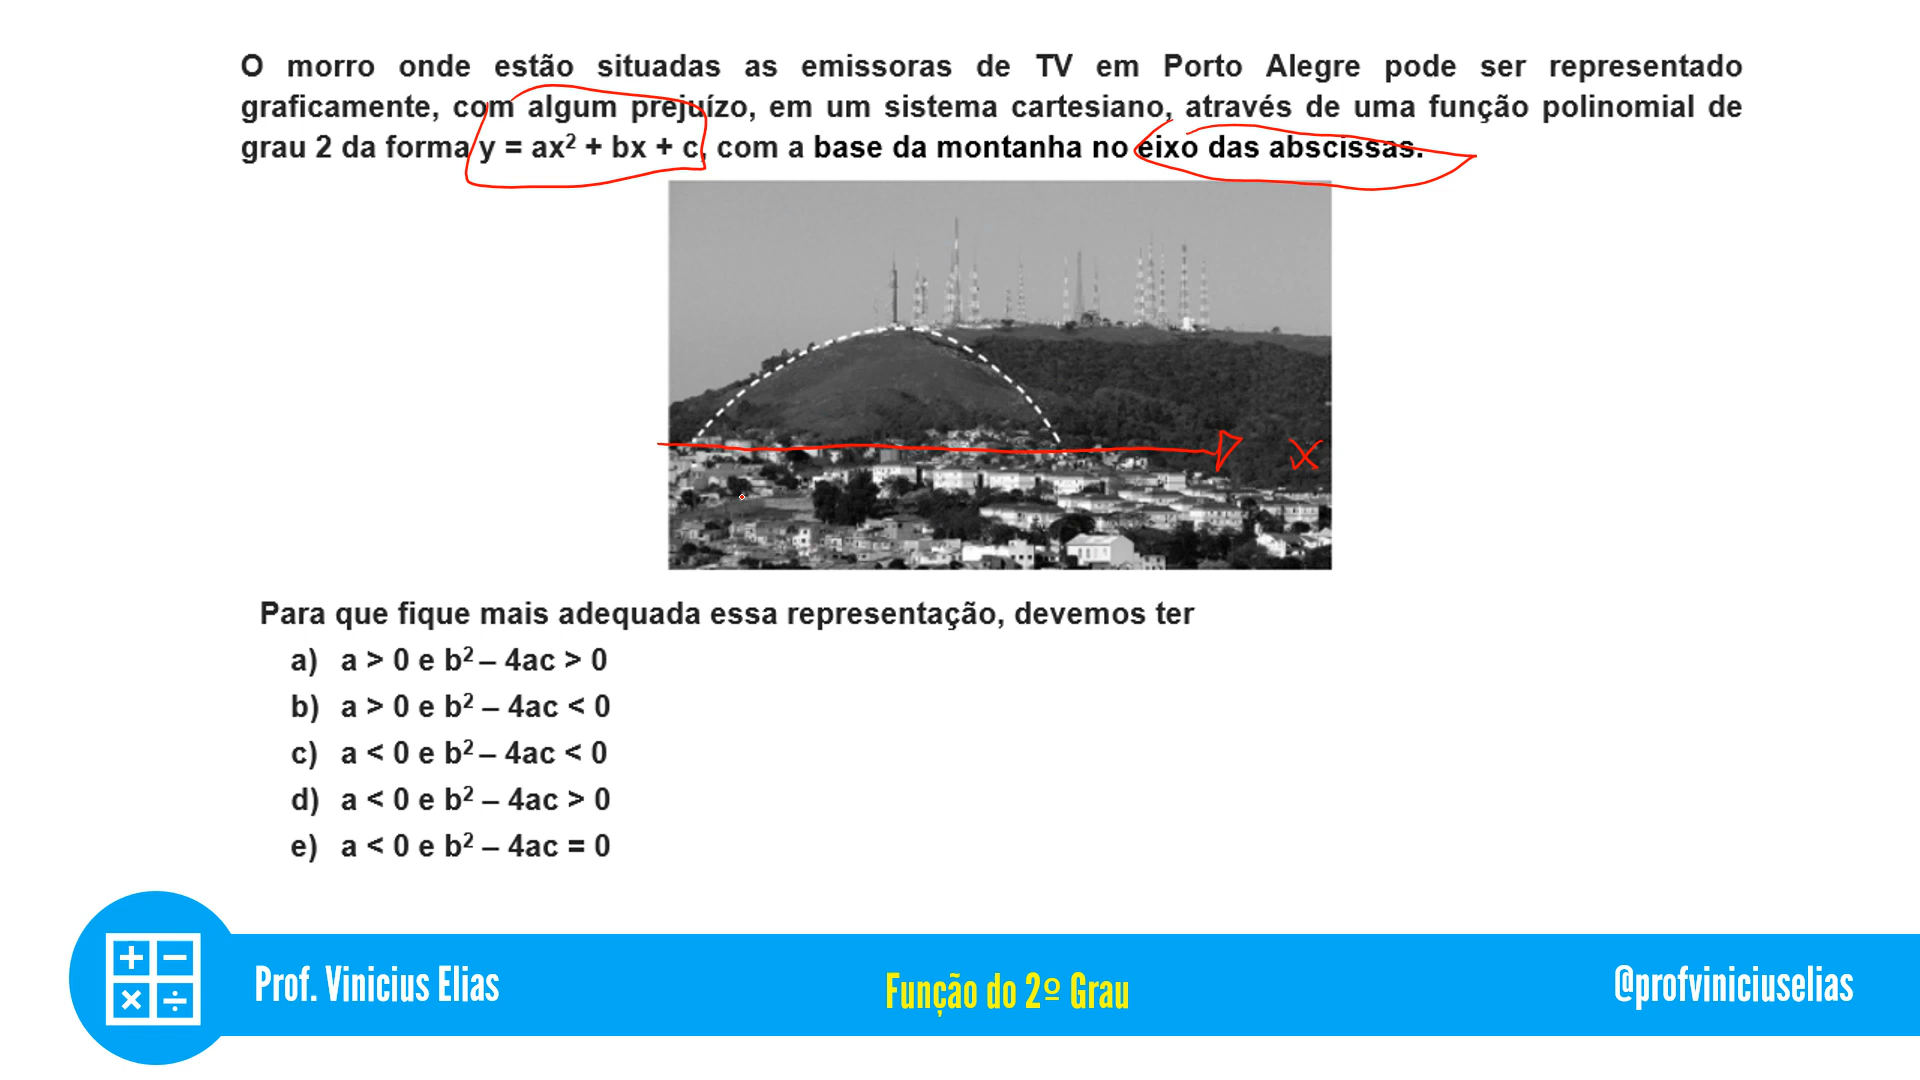 O morro onde estão situadas as emissoras de TV em Porto Alegre pode ser representado
graficamente, com algum prejuízo, em um sistema cartesiano, através de uma função polinomial de
grau 2 da forma y = ax² + bx + c, com a base da montanha no eixo das abscissas.
x
Para que fique mais adequada essa representação, devemos ter
a) a > 0 e b² – 4ac > 0
b) a > 0 e b² – 4ac < 0
c) a < 0 e b² – 4ac < 0
d) a < 0 e b² – 4ac > 0
e) a < 0 e b² – 4ac = 0
+ −
× ÷
Prof. Vinicius Elias
Função do 2º Grau
@profviniciuselias